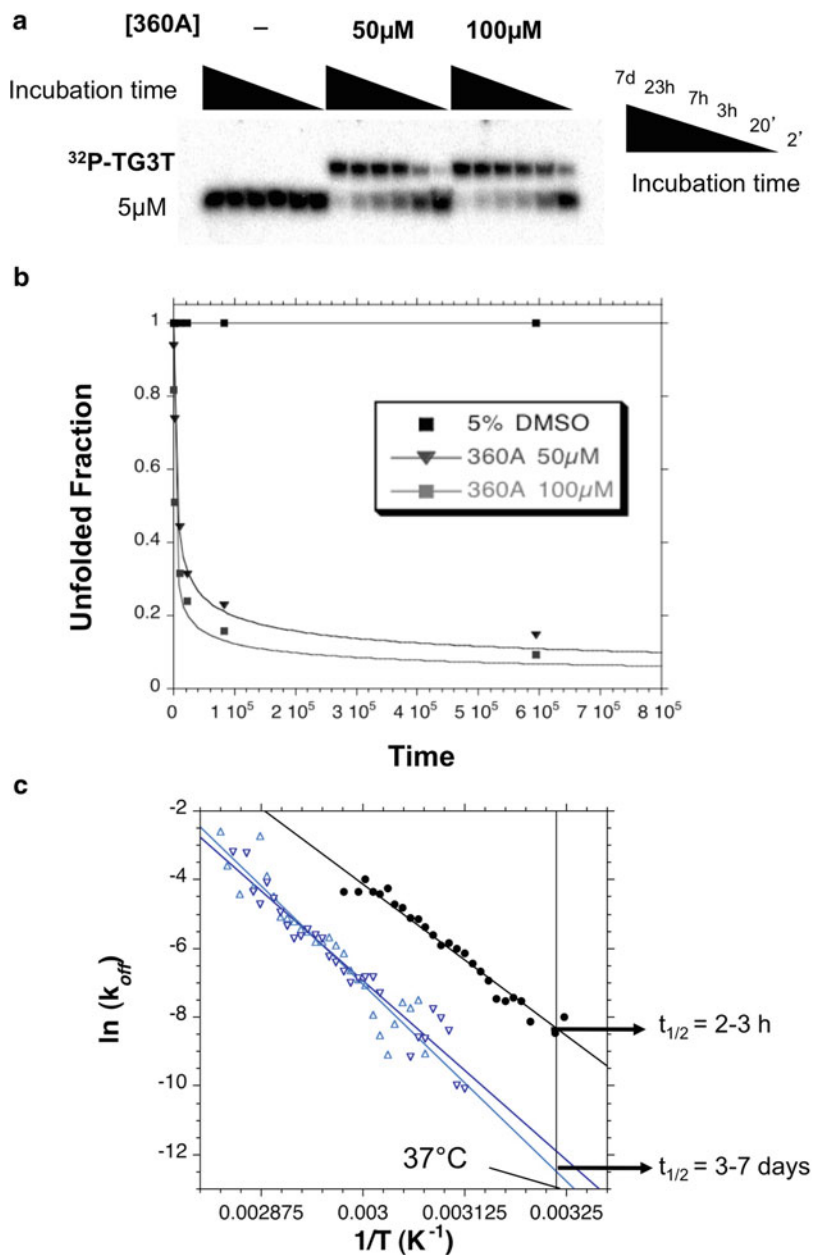 a
[360A] – 50µM 100µM
Incubation time
7d 23h 7h 3h 20' 2'
Incubation time
³²P-TG3T
5µM
b
1
0.8
0.6
0.4
0.2
0
Unfolded Fraction
5% DMSO
360A 50µM
360A 100µM
0 1 10⁵ 2 10⁵ 3 10⁵ 4 10⁵ 5 10⁵ 6 10⁵ 7 10⁵ 8 10⁵
Time
c
-2
-4
-6
-8
-10
-12
ln (k_off)
t₁/₂ = 2-3 h
t₁/₂ = 3-7 days
37°C
0.002875 0.003 0.003125 0.00325
1/T (K⁻¹)